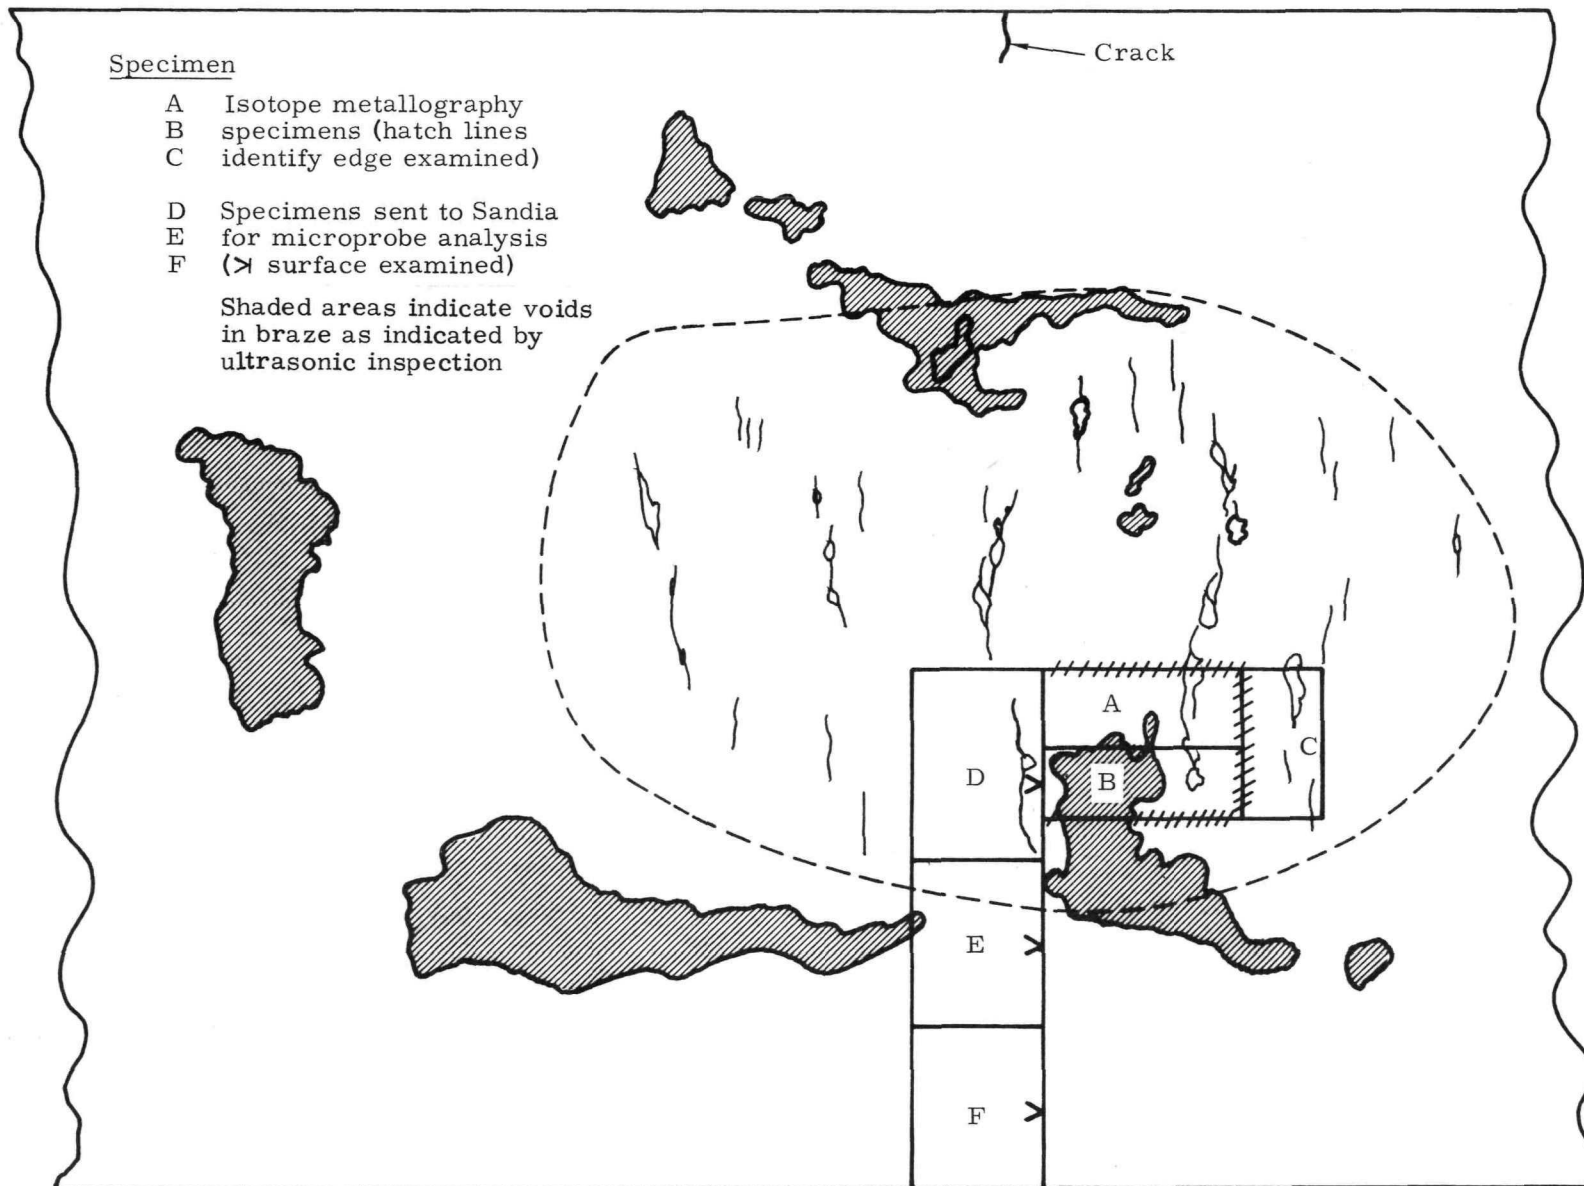 Crack
Specimen
A Isotope metallography
B specimens (hatch lines
C identify edge examined)
D Specimens sent to Sandia
E for microprobe analysis
F (> surface examined)
Shaded areas indicate voids
in braze as indicated by
ultrasonic inspection
A
B
C
D
E
F